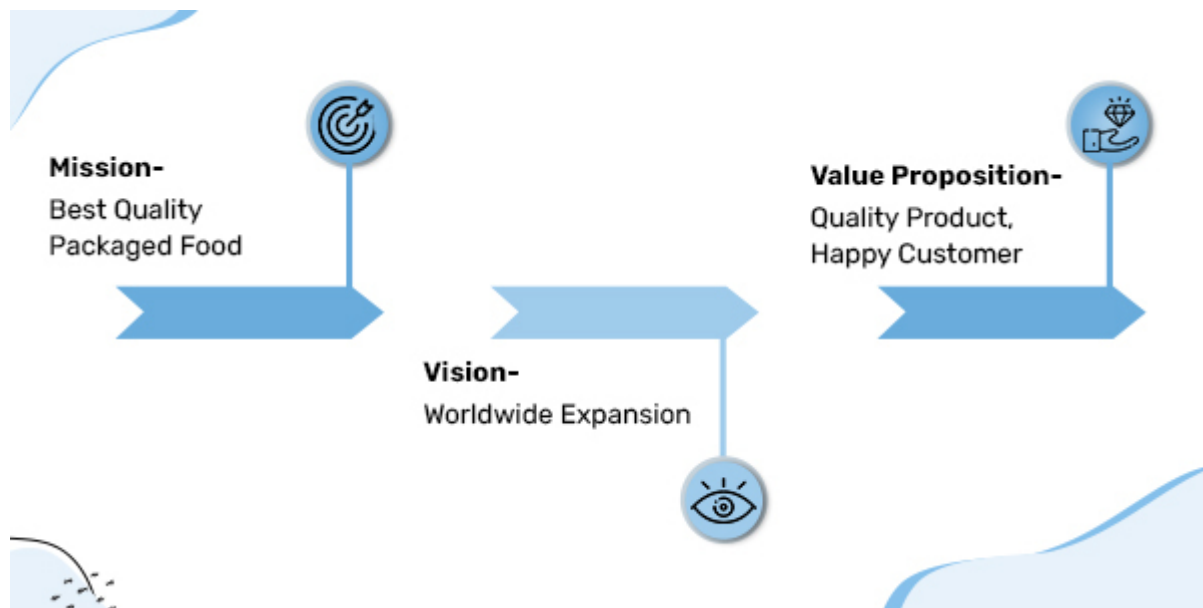 Mission-
Best Quality
Packaged Food
Vision-
Worldwide Expansion
Value Proposition-
Quality Product,
Happy Customer